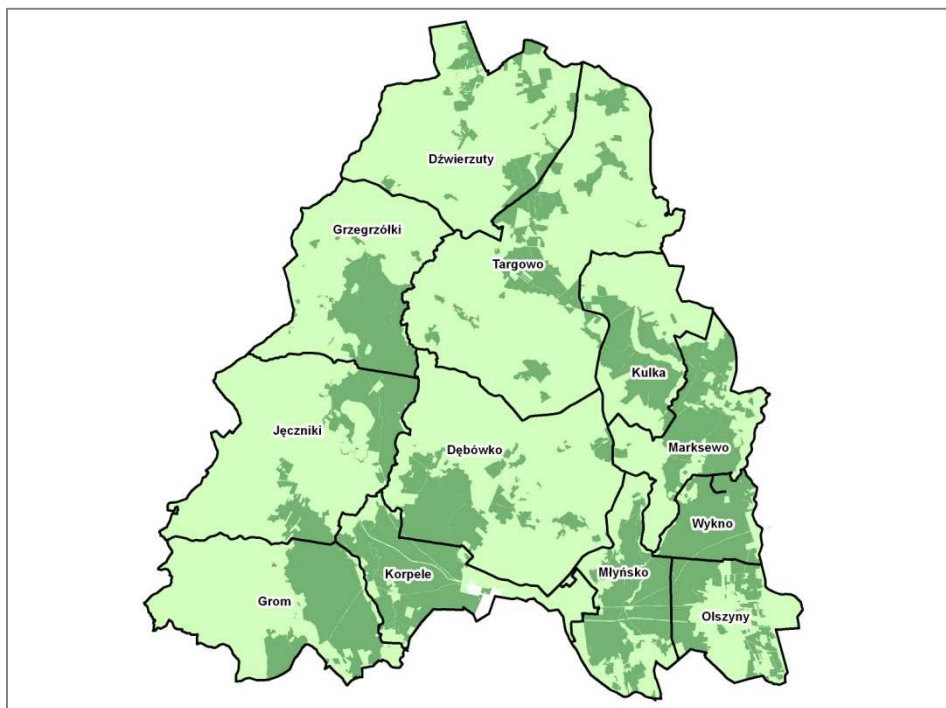 Dźwierzuty
Grzegrzółki
Targowo
Kulka
Jęczniki
Dębówko
Marksewo
Wykno
Korpele
Młyńsko
Grom
Olszyny